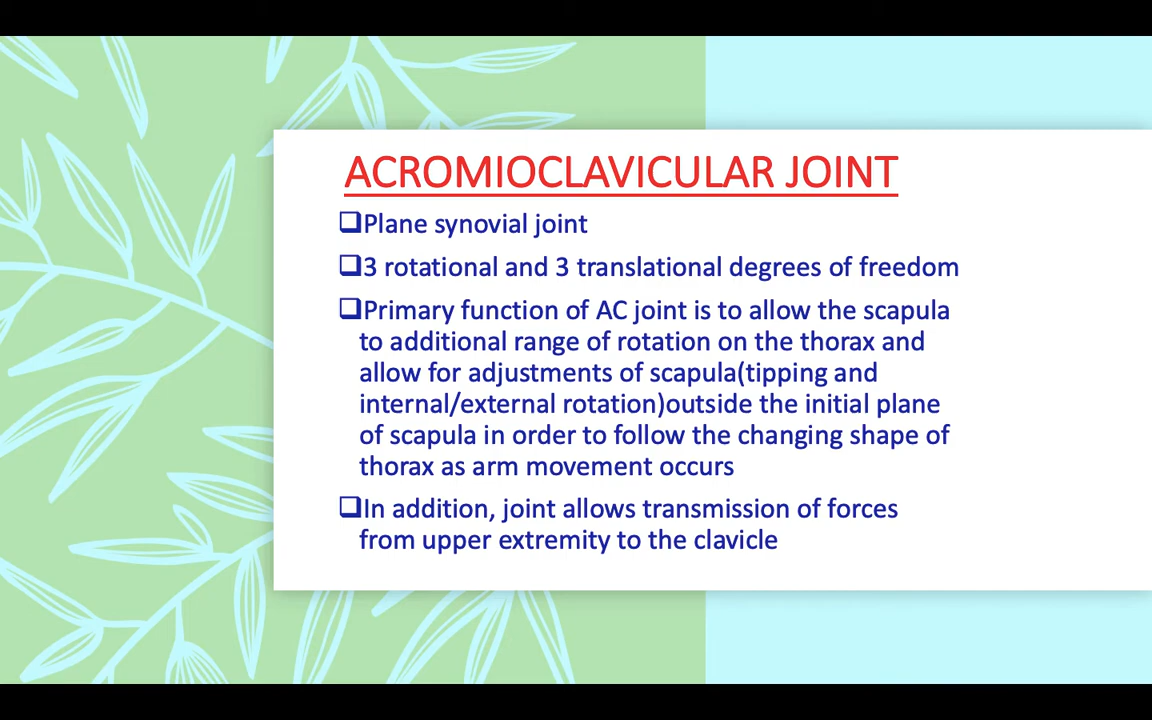 ACROMIOCLAVICULAR JOINT
❑Plane synovial joint
❑3 rotational and 3 translational degrees of freedom
❑Primary function of AC joint is to allow the scapula
to additional range of rotation on the thorax and
allow for adjustments of scapula(tipping and
internal/external rotation)outside the initial plane
of scapula in order to follow the changing shape of
thorax as arm movement occurs
❑In addition, joint allows transmission of forces
from upper extremity to the clavicle